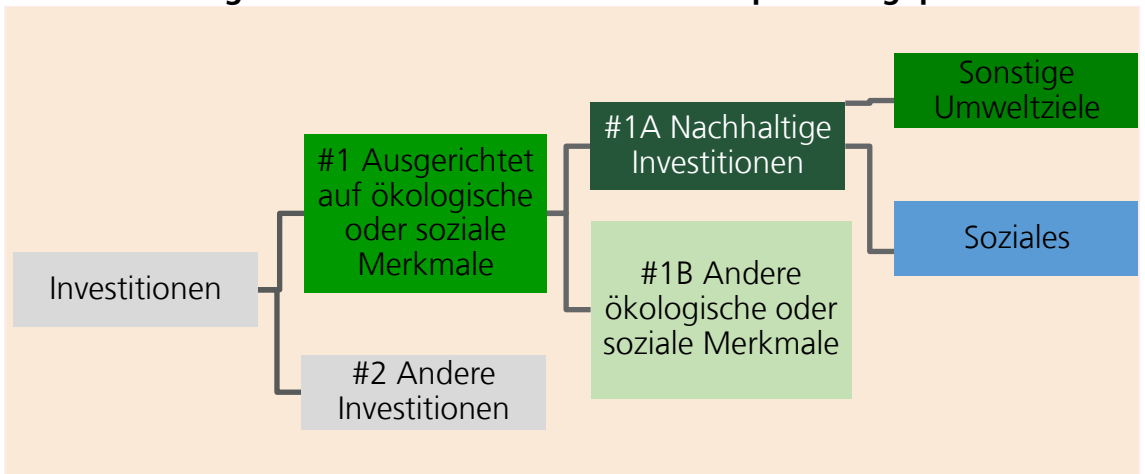 Investitionen
#1 Ausgerichtet
auf ökologische
oder soziale
Merkmale
#2 Andere
Investitionen
#1A Nachhaltige
Investitionen
#1B Andere
ökologische oder
soziale Merkmale
Sonstige
Umweltziele
Soziales